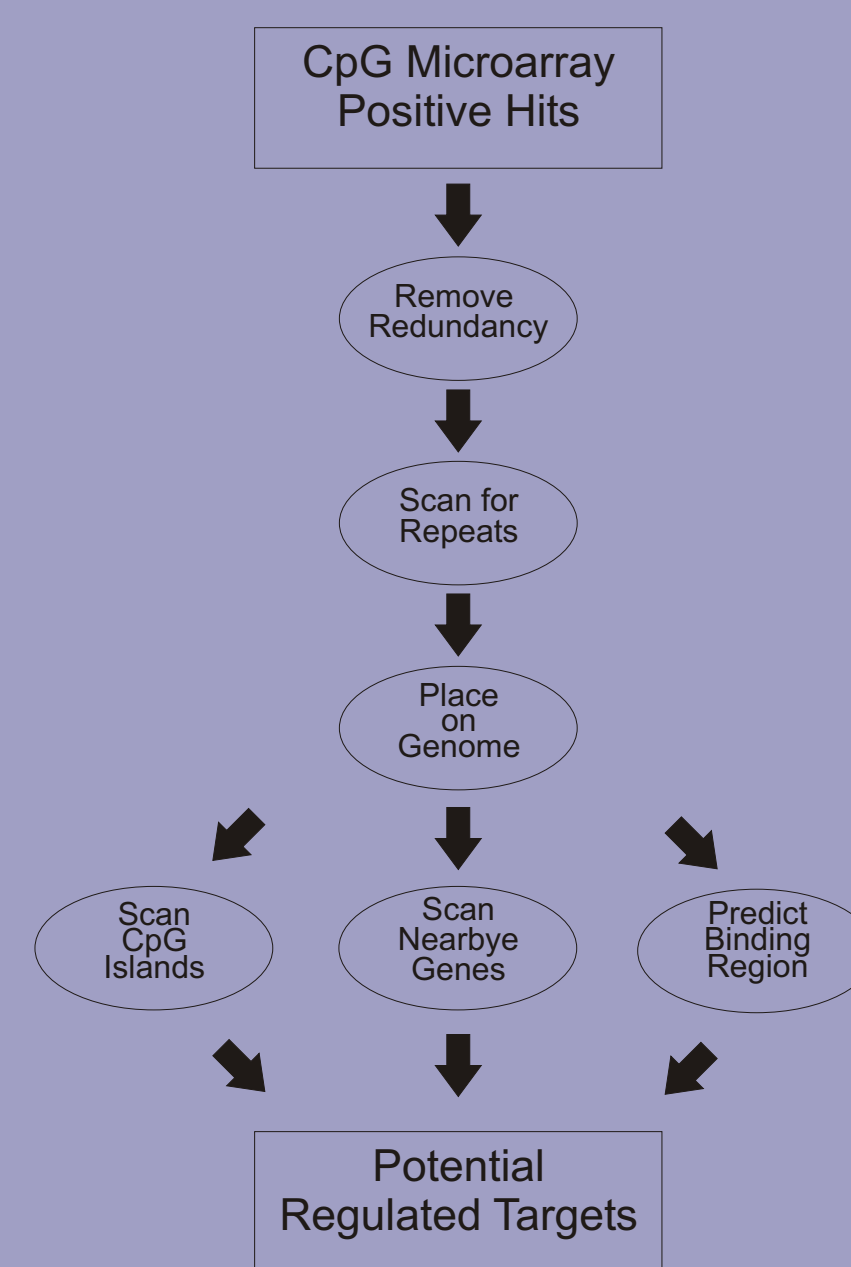 CpG Microarray
Positive Hits
Remove
Redundancy
Scan for
Repeats
Place
on
Genome
Scan
CpG
Islands
Scan
Nearbye
Genes
Predict
Binding
Region
Potential
Regulated Targets